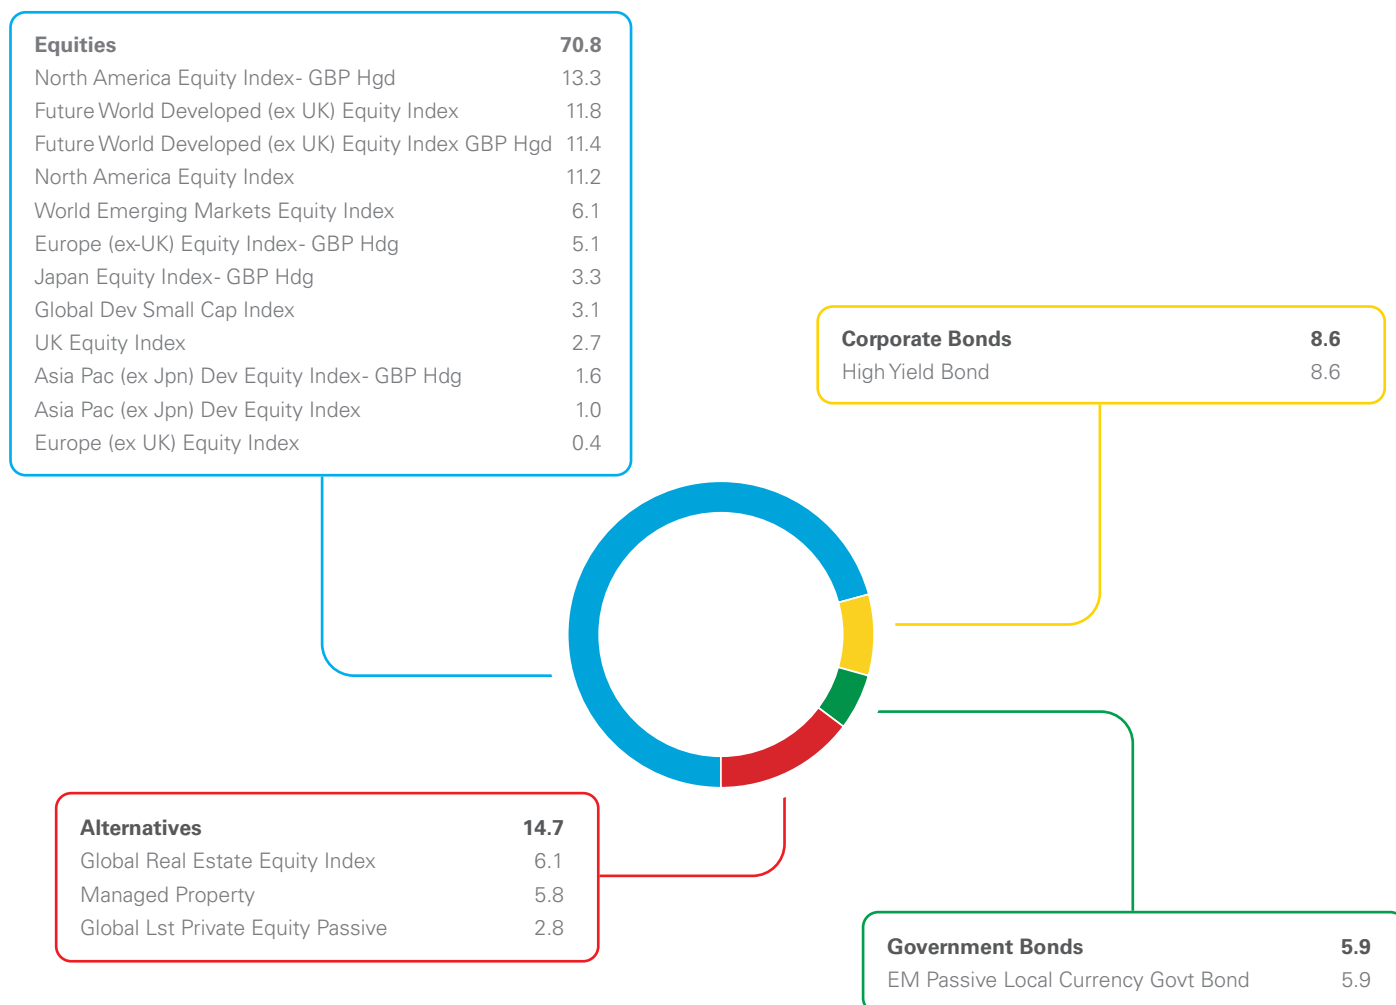 Equities 70.8
North America Equity Index- GBP Hgd 13.3
Future World Developed (ex UK) Equity Index 11.8
Future World Developed (ex UK) Equity Index GBP Hgd 11.4
North America Equity Index 11.2
World Emerging Markets Equity Index 6.1
Europe (ex-UK) Equity Index- GBP Hdg 5.1
Japan Equity Index- GBP Hdg 3.3
Global Dev Small Cap Index 3.1
UK Equity Index 2.7
Asia Pac (ex Jpn) Dev Equity Index- GBP Hdg 1.6
Asia Pac (ex Jpn) Dev Equity Index 1.0
Europe (ex UK) Equity Index 0.4
Corporate Bonds 8.6
High Yield Bond 8.6
Alternatives 14.7
Global Real Estate Equity Index 6.1
Managed Property 5.8
Global Lst Private Equity Passive 2.8
Government Bonds 5.9
EM Passive Local Currency Govt Bond 5.9